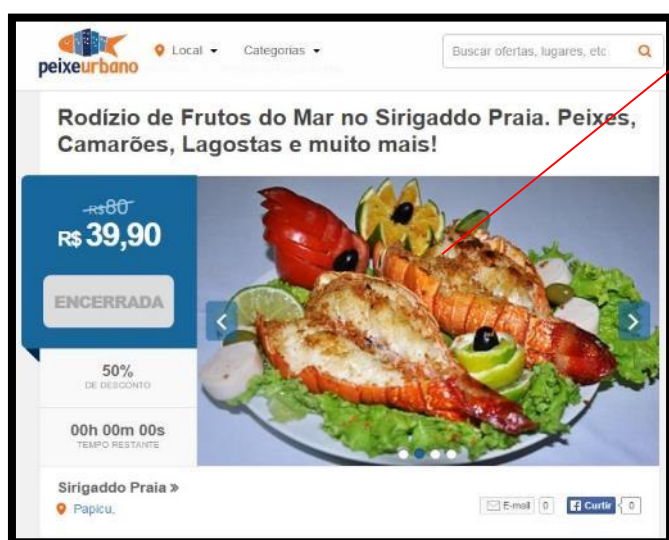 peixeurbano
Local
Categorias
Buscar ofertas, lugares, etc
Rodízio de Frutos do Mar no Sirigaddo Praia. Peixes,
Camarões, Lagostas e muito mais!
R$80
R$ 39,90
ENCERRADA
50%
DE DESCONTO
00h 00m 00s
TEMPO RESTANTE
Sirigaddo Praia »
Papicu,
E-mail 0 Curtir 0